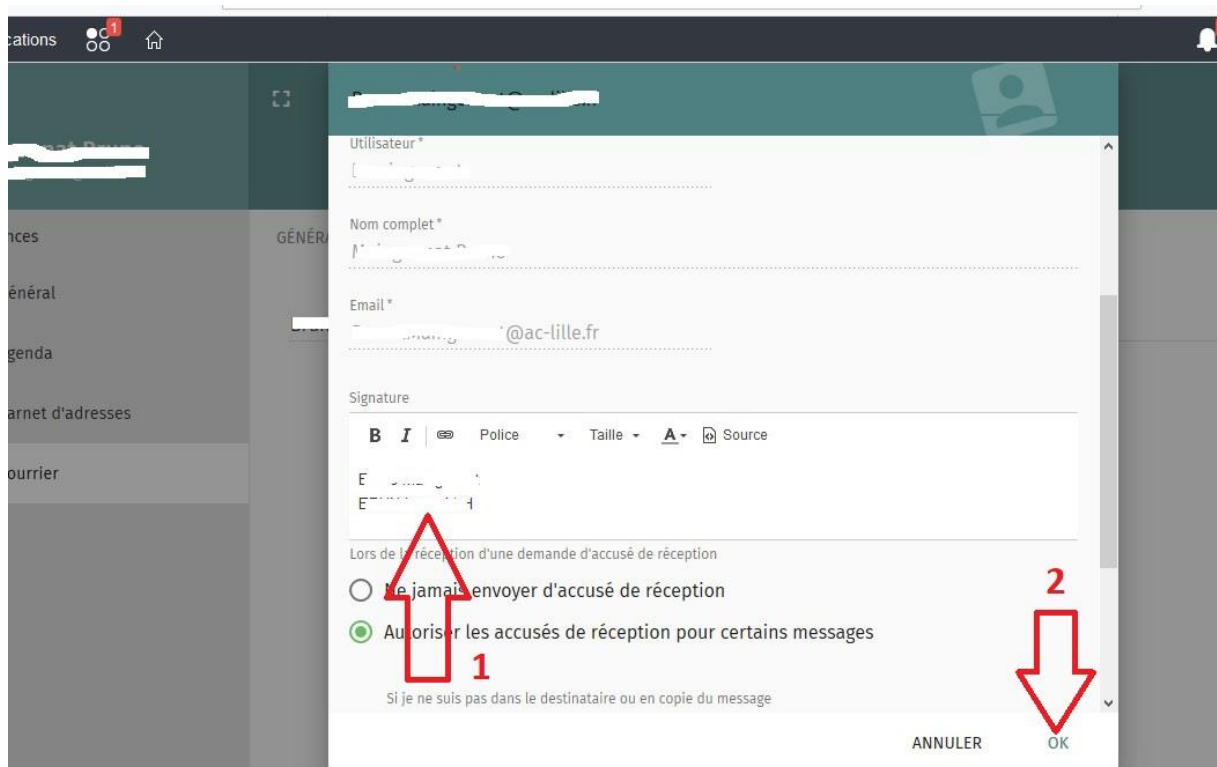 cations 1
Utilisateur *
Nom complet *
Email *
@ac-lille.fr
Signature
B I Police Taille A Source
Lors de la réception d'une demande d'accusé de réception
Ne jamais envoyer d'accusé de réception
Autoriser les accusés de réception pour certains messages
1
2
Si je ne suis pas dans le destinataire ou en copie du message
ANNULER OK
nces
GÉNÉRA
énéral
genda
arnet d'adresses
ourrier